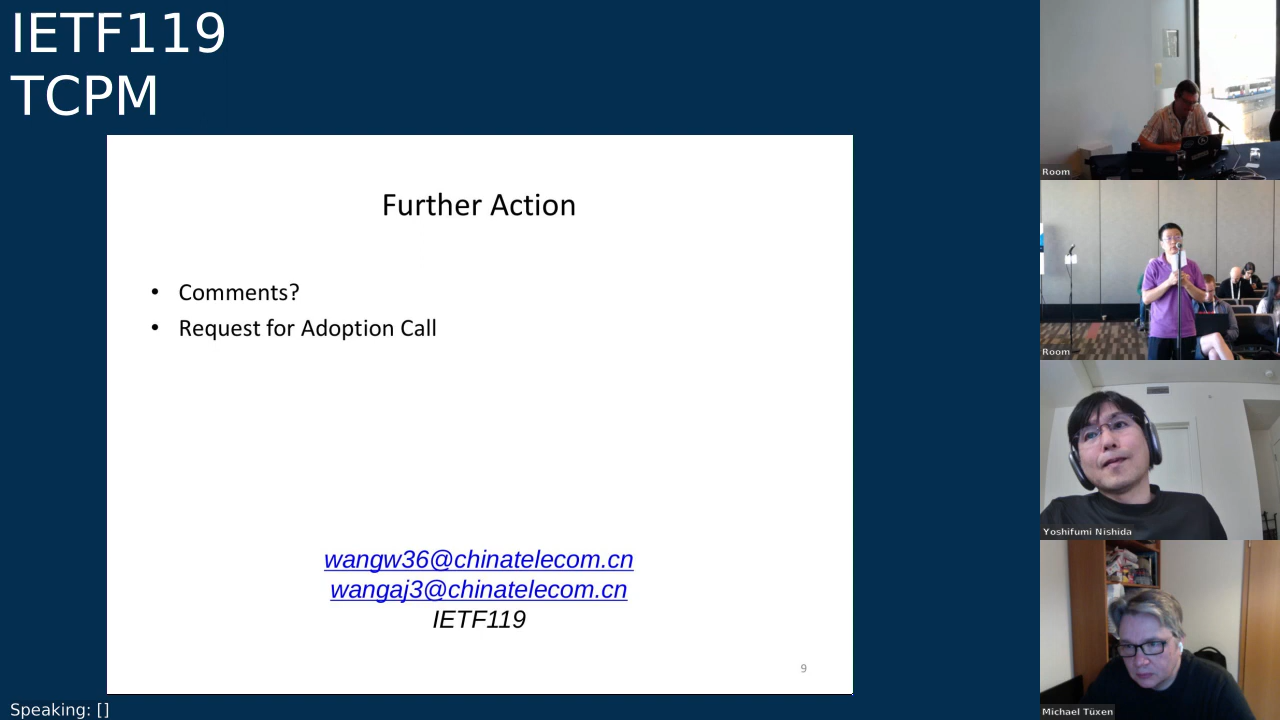 IETF119
TCPM
Further Action
• Comments?
• Request for Adoption Call
wangw36@chinatelecom.cn
wangaj3@chinatelecom.cn
IETF119
9
Speaking: []
Room
Room
Yoshifumi Nishida
Michael Tüxen